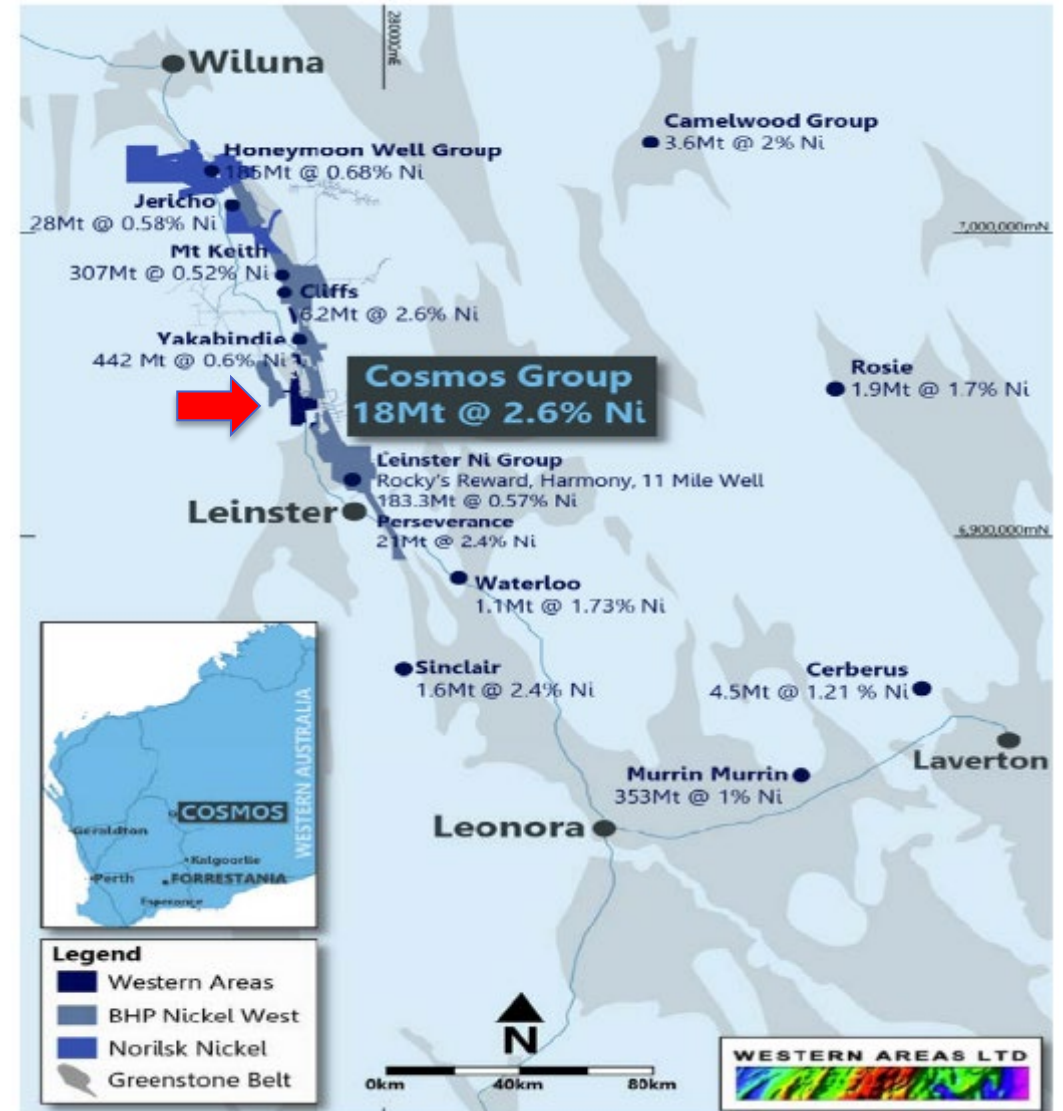 280000mE
Wiluna
Camelwood Group
3.6Mt @ 2% Ni
Honeymoon Well Group
185Mt @ 0.68% Ni
Jericho
28Mt @ 0.58% Ni
7,000,000mN
Mt Keith
307Mt @ 0.52% Ni
Cliffs
6.2Mt @ 2.6% Ni
Yakabindie
442 Mt @ 0.6% Ni
Rosie
1.9Mt @ 1.7% Ni
Cosmos Group
18Mt @ 2.6% Ni
Leinster Ni Group
Rocky's Reward, Harmony, 11 Mile Well
183.3Mt @ 0.57% Ni
Leinster
Perseverance
21Mt @ 2.4% Ni
6,900,000mN
Waterloo
1.1Mt @ 1.73% Ni
Sinclair
1.6Mt @ 2.4% Ni
Cerberus
4.5Mt @ 1.21 % Ni
Laverton
Murrin Murrin
353Mt @ 1% Ni
Leonora
WESTERN AUSTRALIA
COSMOS
Geraldton
Kalgoorlie
Perth
FORRESTANIA
Esperance
Legend
Western Areas
BHP Nickel West
Norilsk Nickel
Greenstone Belt
N
0km 40km 80km
WESTERN AREAS LTD